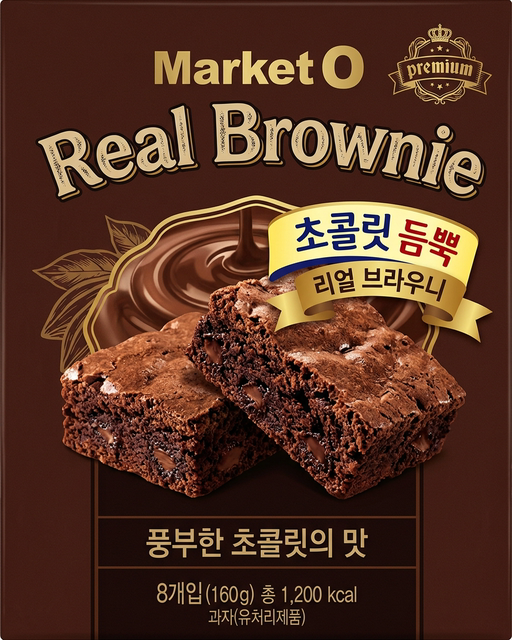 Market O
premium
Real Brownie
초콜릿 듬뿍
리얼 브라우니
풍부한 초콜릿의 맛
8개입(160g) 총 1,200 kcal
과자(유처리제품)